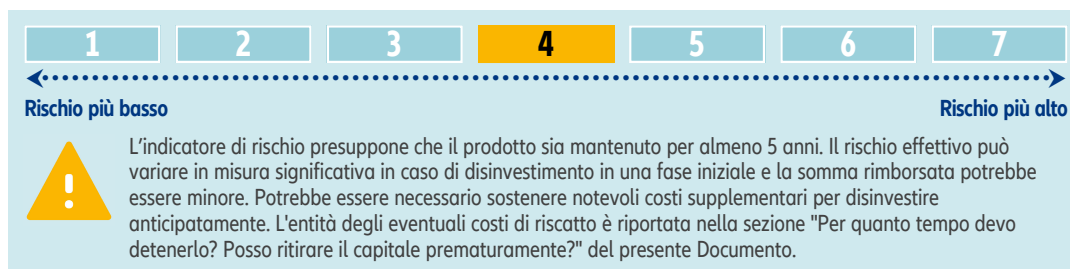 1 2 3 4 5 6 7
Rischio più basso Rischio più alto
L'indicatore di rischio presuppone che il prodotto sia mantenuto per almeno 5 anni. Il rischio effettivo può
variare in misura significativa in caso di disinvestimento in una fase iniziale e la somma rimborsata potrebbe
essere minore. Potrebbe essere necessario sostenere notevoli costi supplementari per disinvestire
anticipatamente. L'entità degli eventuali costi di riscatto è riportata nella sezione "Per quanto tempo devo
detenerlo? Posso ritirare il capitale prematuramente?" del presente Documento.